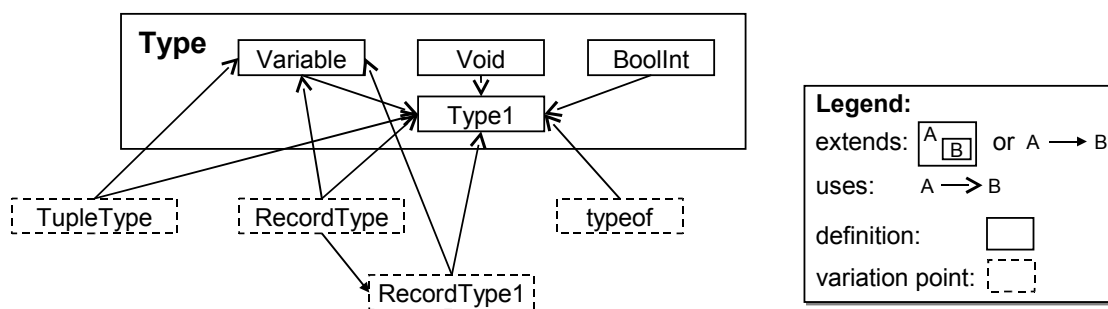 Type
Variable
Void
BoolInt
Type1
TupleType
RecordType
typeof
RecordType1
Legend:
extends: A B or A B
uses: A B
definition:
variation point: